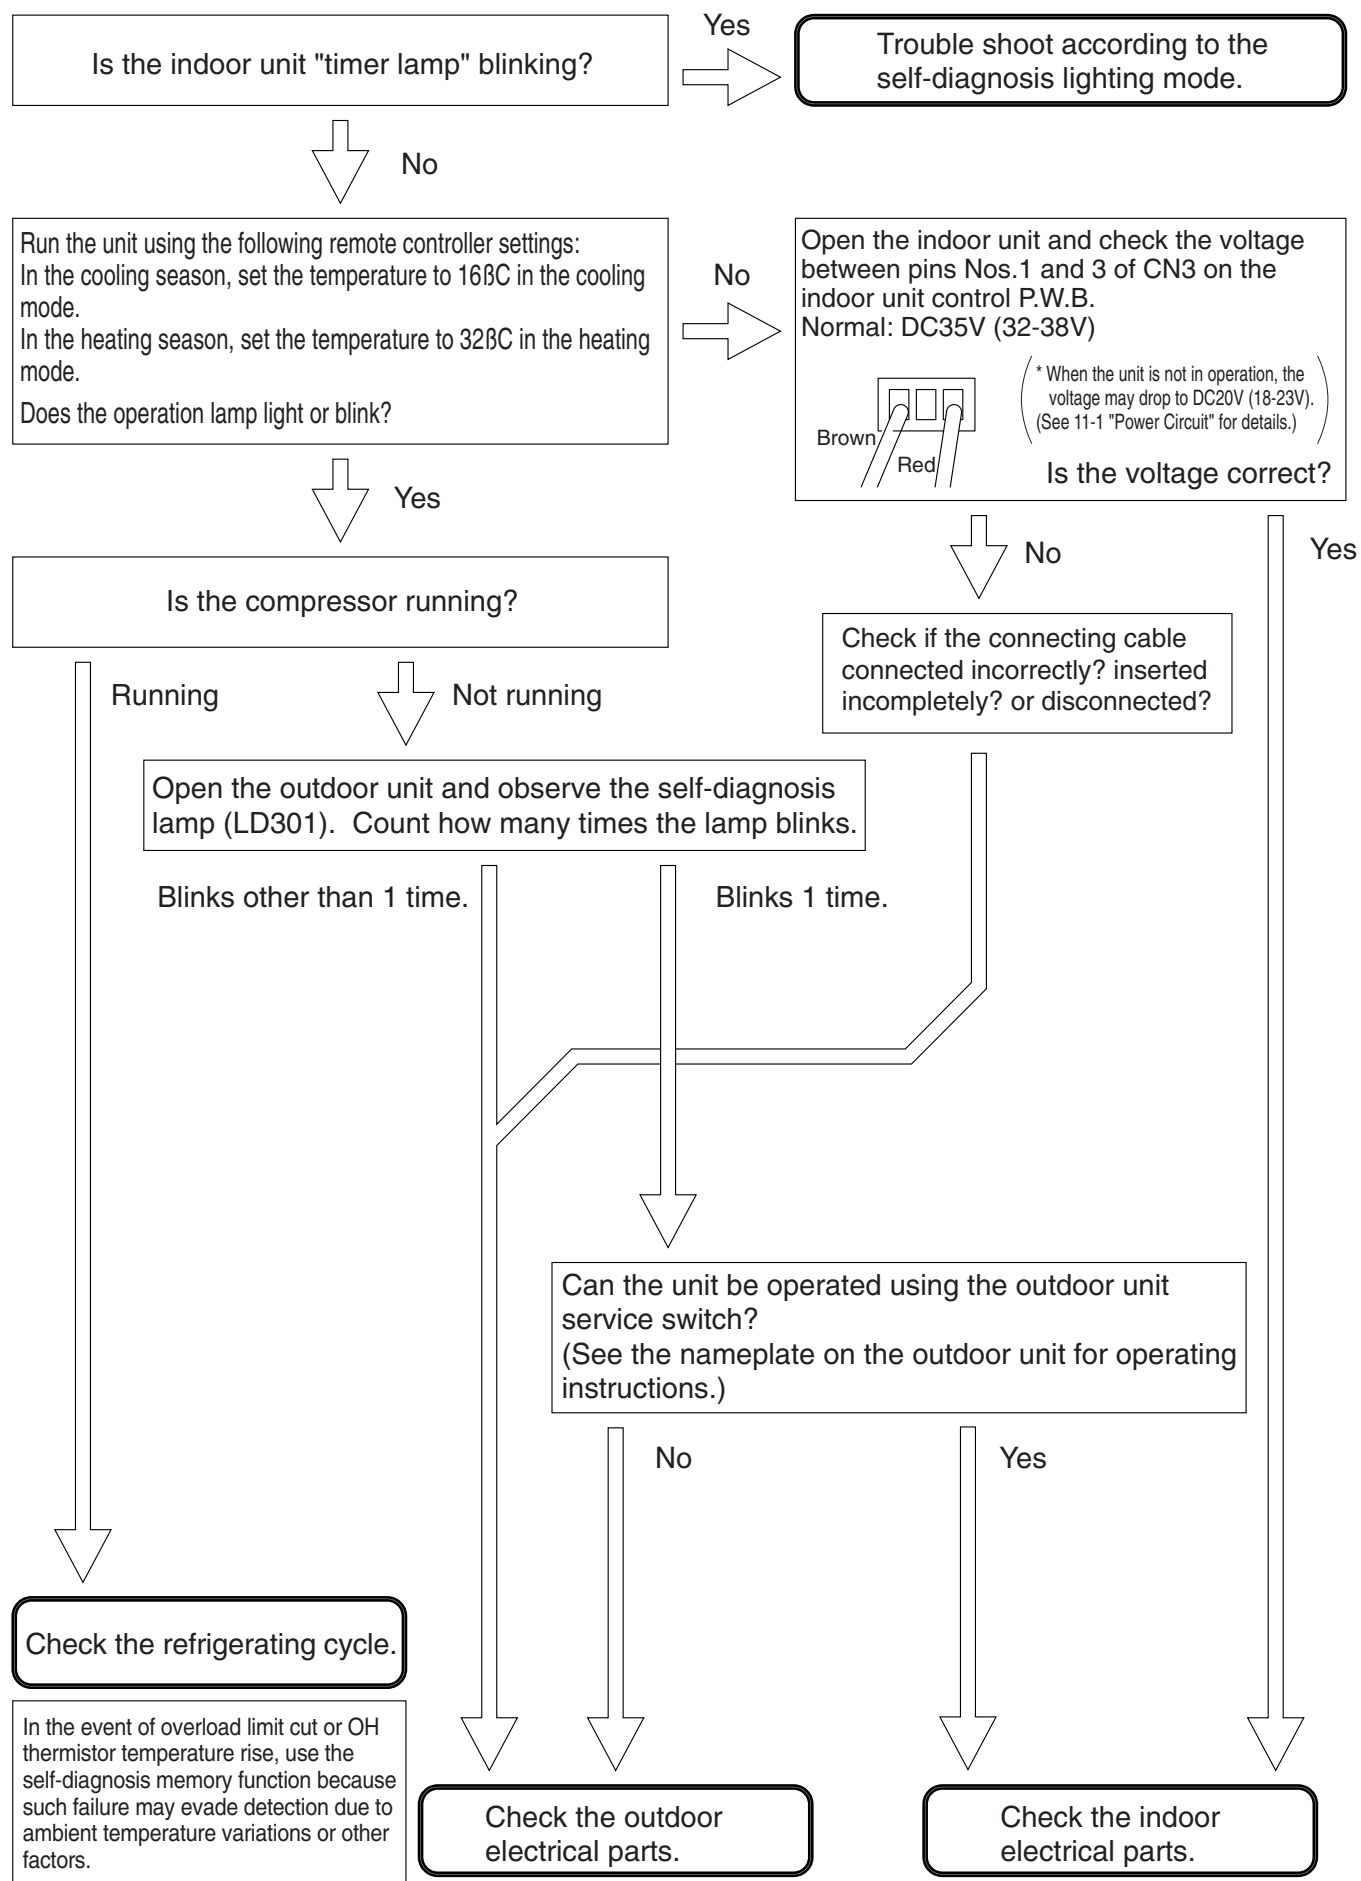 Is the indoor unit "timer lamp" blinking?
Yes
Trouble shoot according to the
self-diagnosis lighting mode.
No
Run the unit using the following remote controller settings:
In the cooling season, set the temperature to 16ßC in the cooling
mode.
In the heating season, set the temperature to 32ßC in the heating
mode.
Does the operation lamp light or blink?
No
Open the indoor unit and check the voltage
between pins Nos.1 and 3 of CN3 on the
indoor unit control P.W.B.
Normal: DC35V (32-38V)
* When the unit is not in operation, the
voltage may drop to DC20V (18-23V).
(See 11-1 "Power Circuit" for details.)
Brown
Red
Is the voltage correct?
Yes
No
Yes
Is the compressor running?
Check if the connecting cable
connected incorrectly? inserted
incompletely? or disconnected?
Running
Not running
Open the outdoor unit and observe the self-diagnosis
lamp (LD301).  Count how many times the lamp blinks.
Blinks other than 1 time.
Blinks 1 time.
Can the unit be operated using the outdoor unit
service switch?
(See the nameplate on the outdoor unit for operating
instructions.)
No
Yes
Check the refrigerating cycle.
In the event of overload limit cut or OH
thermistor temperature rise, use the
self-diagnosis memory function because
such failure may evade detection due to
ambient temperature variations or other
factors.
Check the outdoor
electrical parts.
Check the indoor
electrical parts.